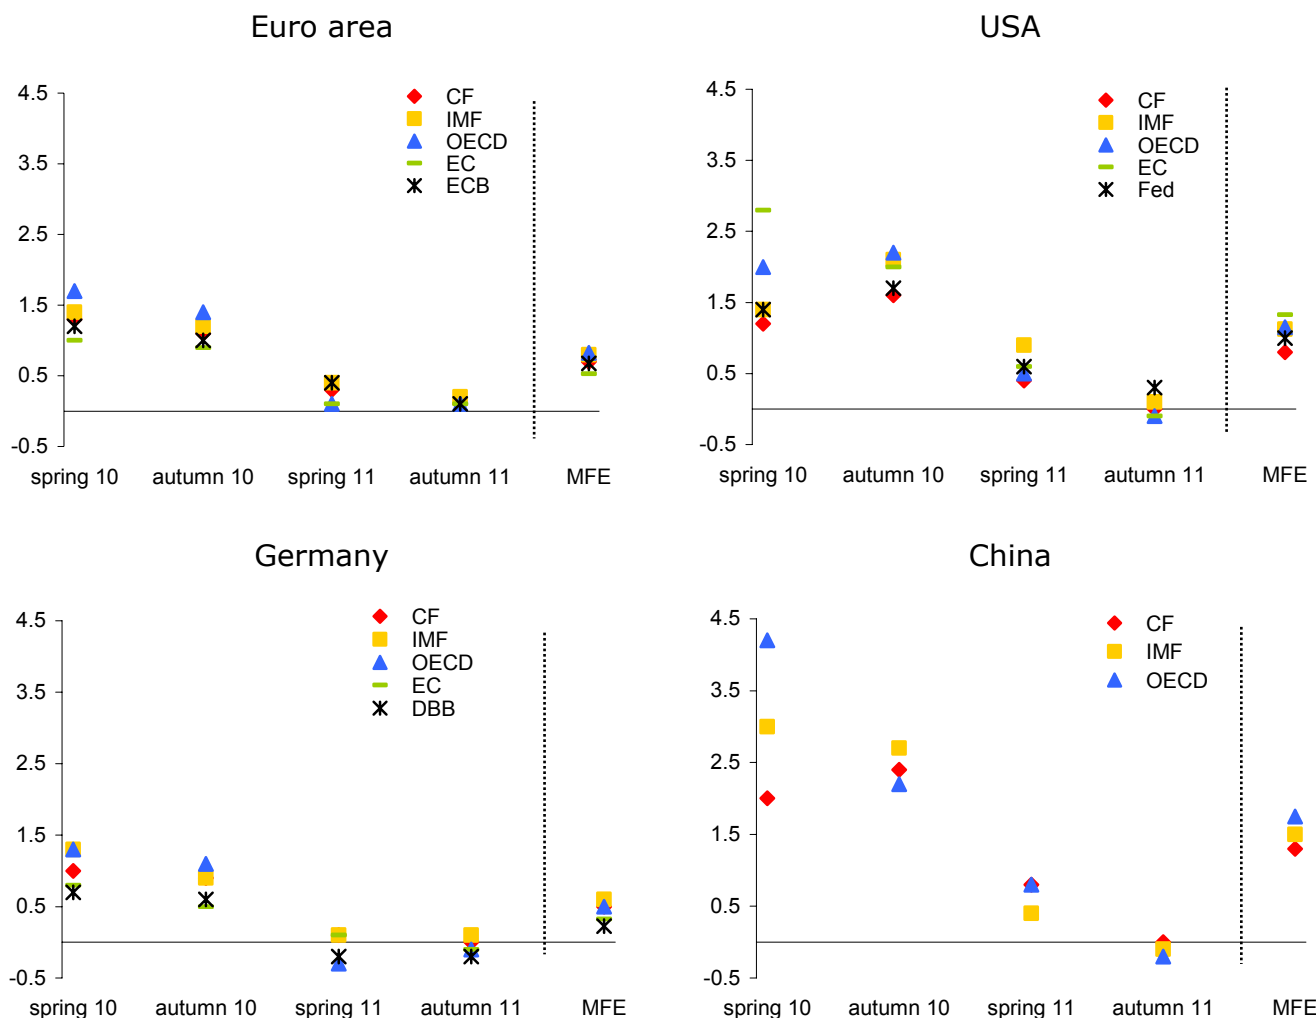 Euro area
4.5
3.5
2.5
1.5
0.5
-0.5
CF
IMF
OECD
EC
ECB
spring 10 autumn 10 spring 11 autumn 11 MFE
USA
4.5
3.5
2.5
1.5
0.5
-0.5
CF
IMF
OECD
EC
Fed
spring 10 autumn 10 spring 11 autumn 11 MFE
Germany
4.5
3.5
2.5
1.5
0.5
-0.5
CF
IMF
OECD
EC
DBB
spring 10 autumn 10 spring 11 autumn 11 MFE
China
4.5
3.5
2.5
1.5
0.5
-0.5
CF
IMF
OECD
spring 10 autumn 10 spring 11 autumn 11 MFE